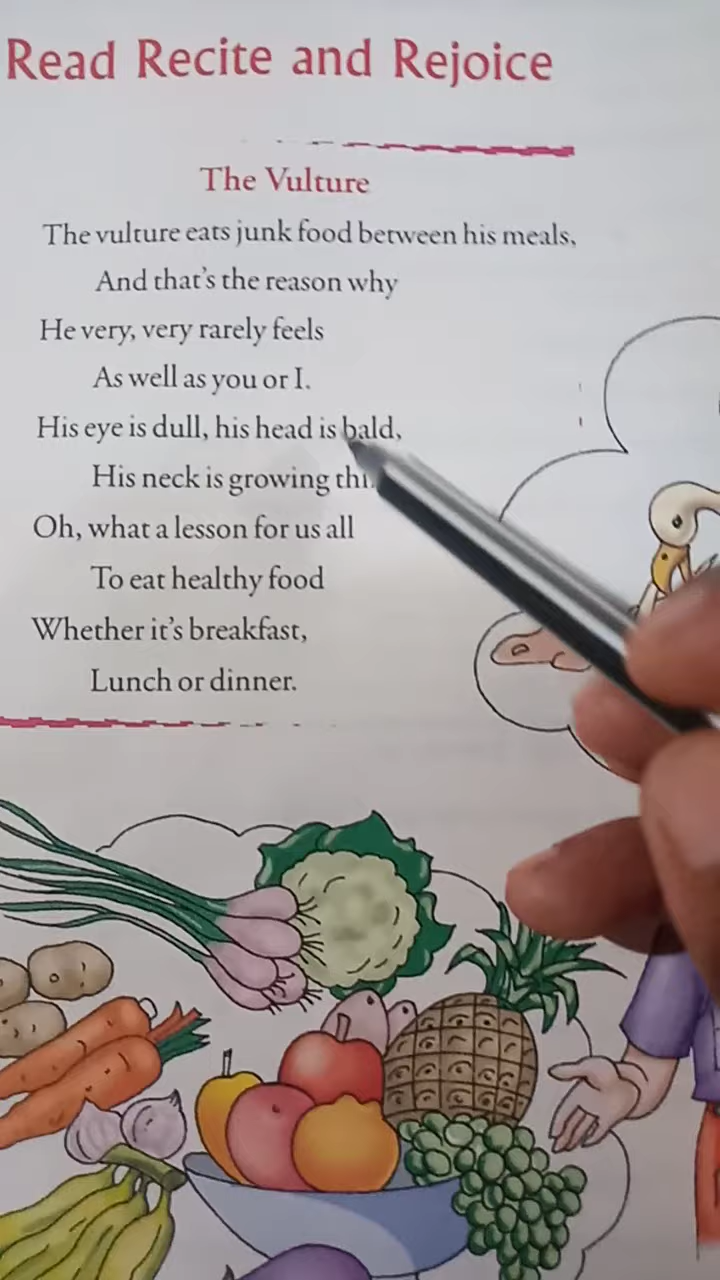 Read Recite and Rejoice
The Vulture
The vulture eats junk food between his meals,
And that's the reason why
He very, very rarely feels
As well as you or I.
His eye is dull, his head is bald,
His neck is growing
Oh, what a lesson for us all
To eat healthy food
Whether it's breakfast,
Lunch or dinner.